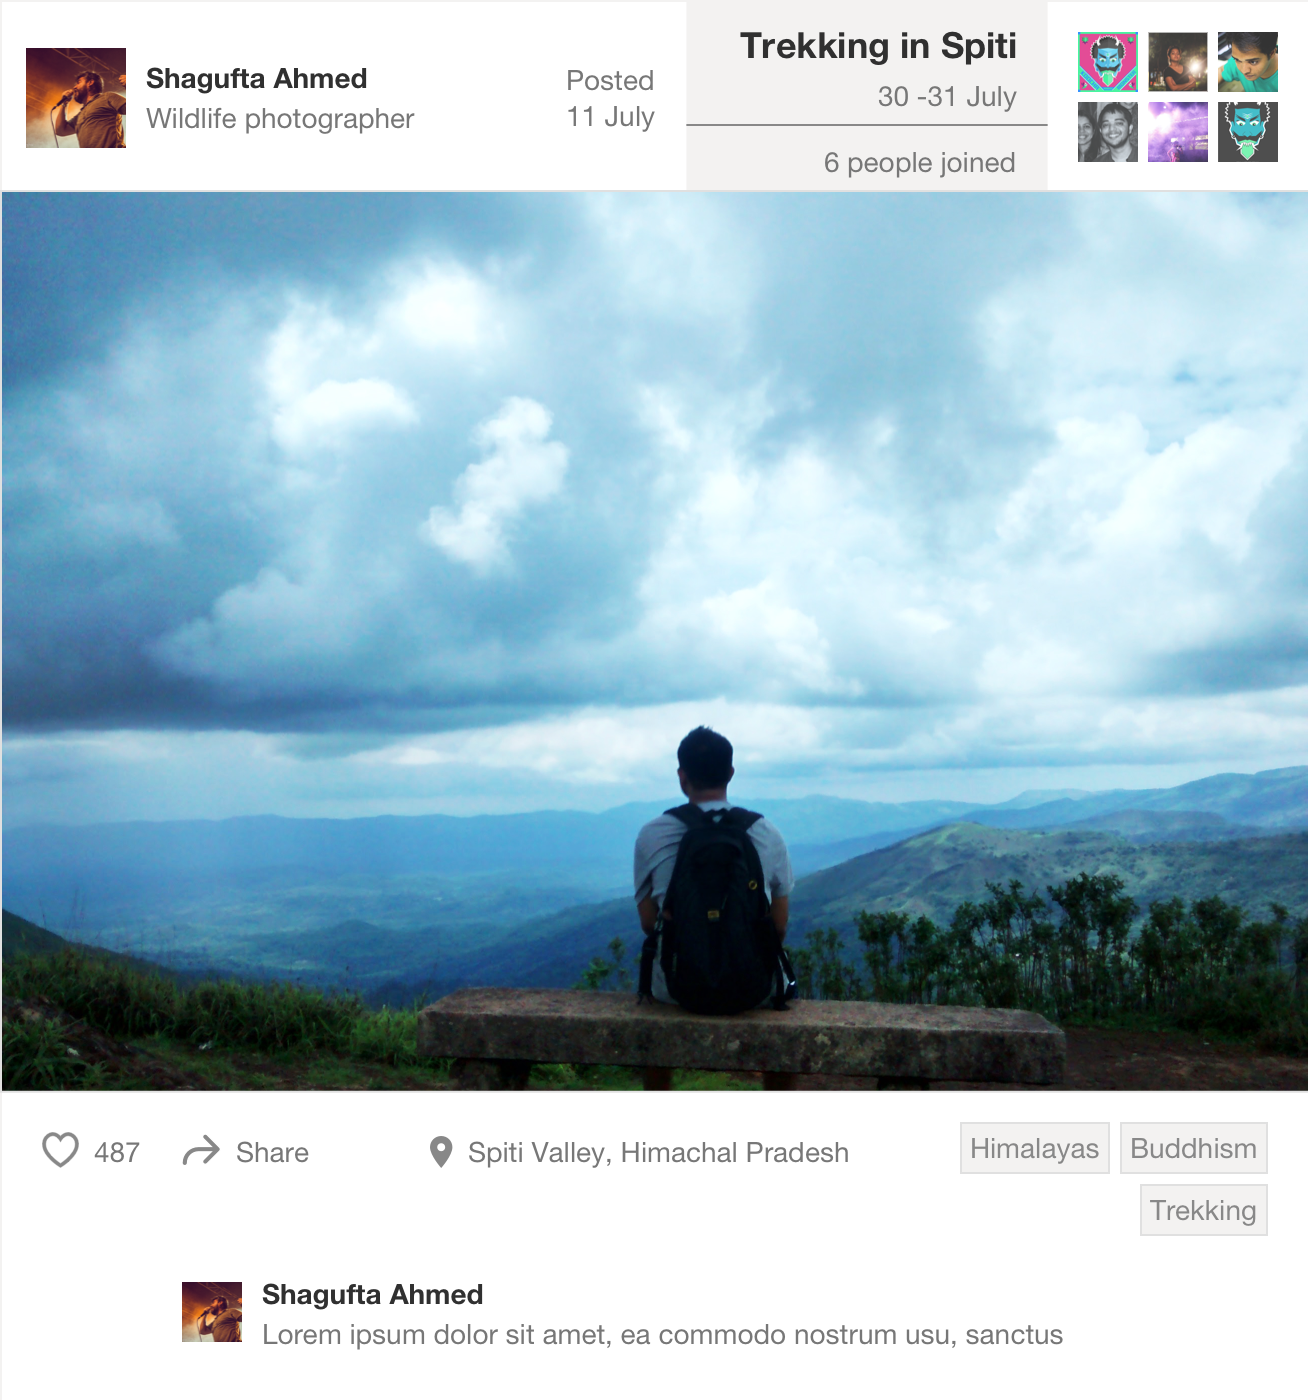 Shagufta Ahmed
Wildlife photographer
Posted
11 July
Trekking in Spiti
30 -31 July
6 people joined
487
Share
Spiti Valley, Himachal Pradesh
Himalayas
Buddhism
Trekking
Shagufta Ahmed
Lorem ipsum dolor sit amet, ea commodo nostrum usu, sanctus